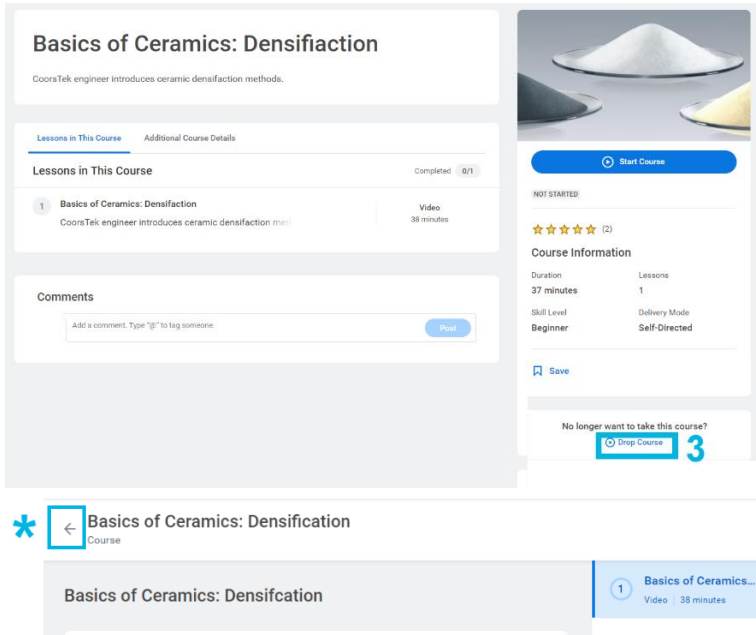 Basics of Ceramics: Densifiaction
CoorsTek engineer introduces ceramic densifaction methods.
Lessons in This Course Additional Course Details
Lessons in This Course Completed 0/1
1 Basics of Ceramics: Densifaction Video
CoorsTek engineer introduces ceramic densifaction met 38 minutes
Comments
Add a comment. Type "@" to tag someone. Post
Start Course
NOT STARTED
(2)
Course Information
Duration Lessons
37 minutes 1
Skill Level Delivery Mode
Beginner Self-Directed
Save
No longer want to take this course?
Drop Course 3
* ← Basics of Ceramics: Densification
Course
Basics of Ceramics: Densifcation
1 Basics of Ceramics...
Video | 38 minutes